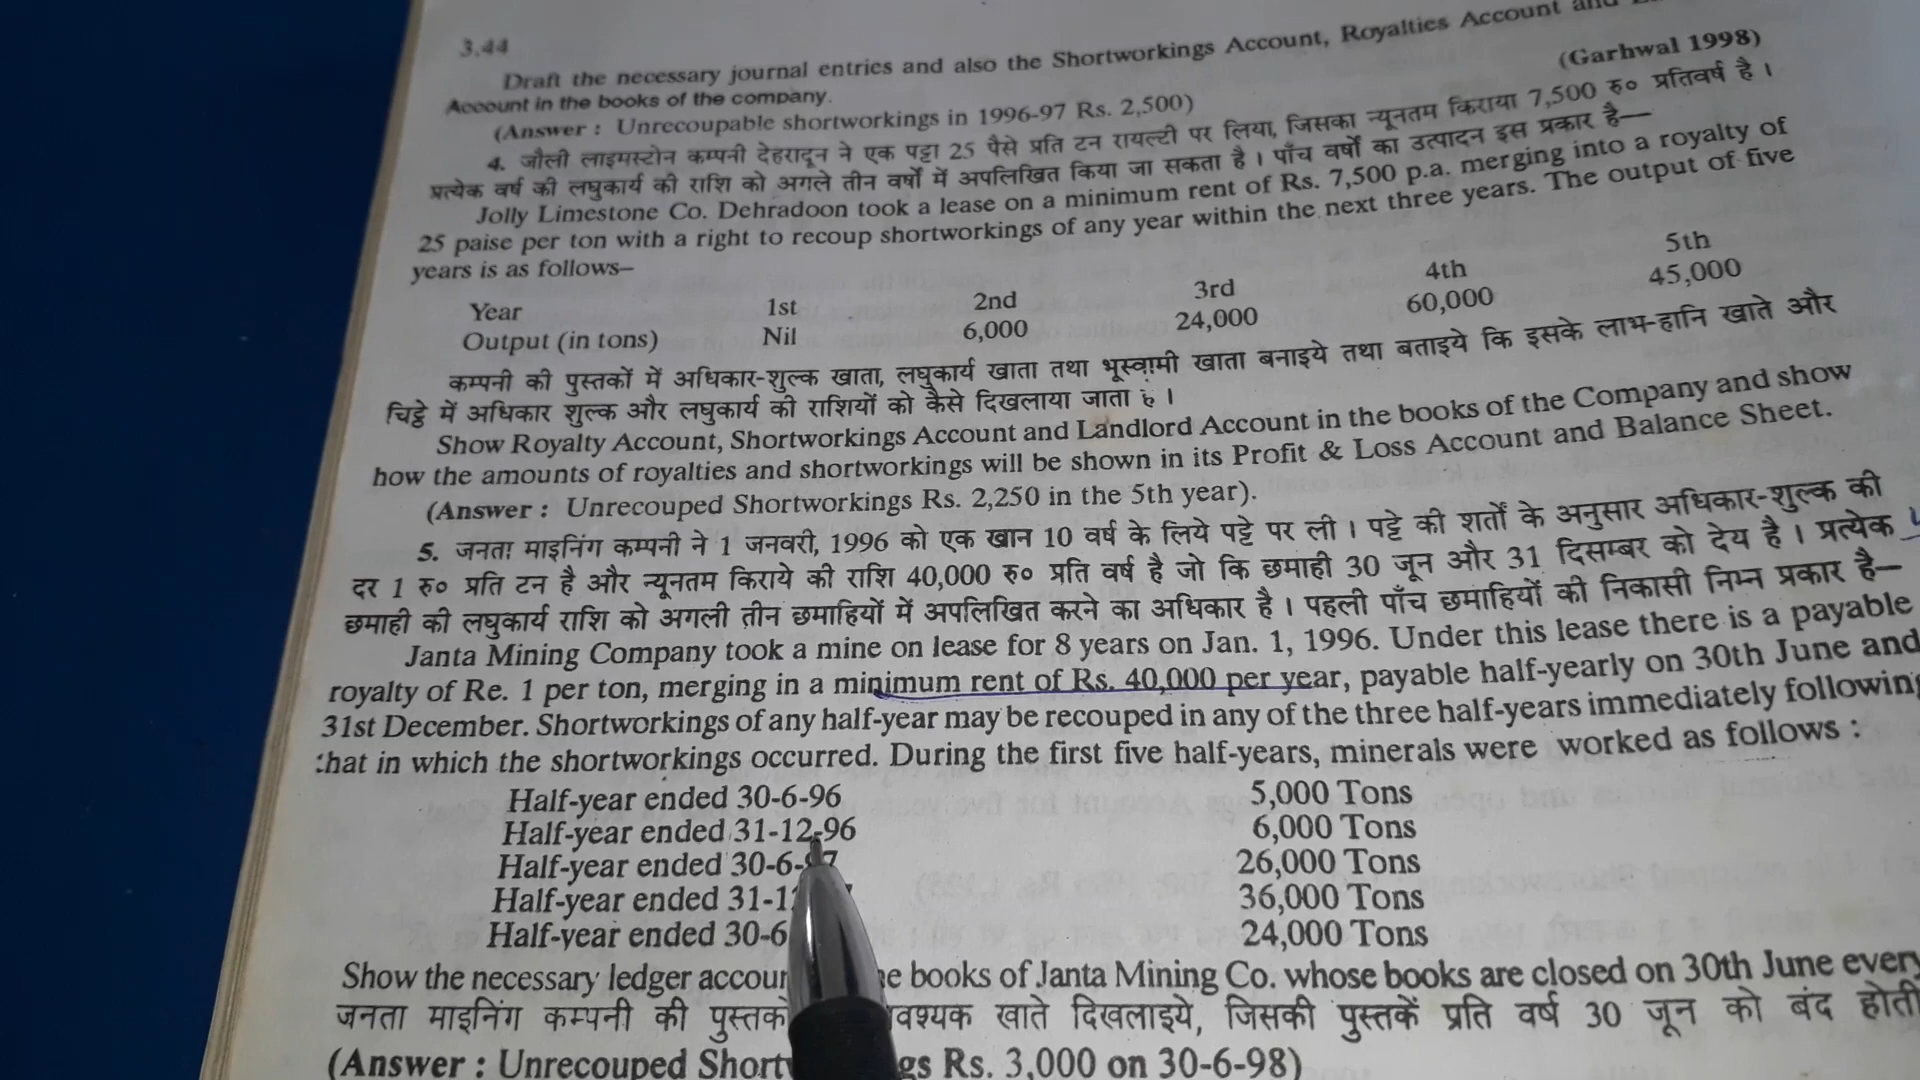 3.44
Draft the necessary journal entries and also the Shortworkings Account, Royalties Account and
Account in the books of the company.
(Garhwal 1998)
(Answer : Unrecoupable shortworkings in 1996-97 Rs. 2,500)
4. जौली लाइमस्टोन कम्पनी देहरादून ने एक पट्टा 25 पैसे प्रति टन रायल्टी पर लिया, जिसका न्यूनतम किराया 7,500 रु० प्रतिवर्ष है ।
प्रत्येक वर्ष की लघुकार्य की राशि को अगले तीन वर्षों में अपलिखित किया जा सकता है । पाँच वर्षों का उत्पादन इस प्रकार है—
Jolly Limestone Co. Dehradoon took a lease on a minimum rent of Rs. 7,500 p.a. merging into a royalty of
25 paise per ton with a right to recoup shortworkings of any year within the next three years. The output of five
years is as follows–
Year 1st 2nd 3rd 4th 5th
Output (in tons) Nil 6,000 24,000 60,000 45,000
कम्पनी की पुस्तकों में अधिकार-शुल्क खाता, लघुकार्य खाता तथा भूस्वामी खाता बनाइये तथा बताइये कि इसके लाभ-हानि खाते और
चिट्ठे में अधिकार शुल्क और लघुकार्य की राशियों को कैसे दिखलाया जाता है ।
Show Royalty Account, Shortworkings Account and Landlord Account in the books of the Company and show
how the amounts of royalties and shortworkings will be shown in its Profit & Loss Account and Balance Sheet.
(Answer : Unrecouped Shortworkings Rs. 2,250 in the 5th year).
5. जनता माइनिंग कम्पनी ने 1 जनवरी, 1996 को एक खान 10 वर्ष के लिये पट्टे पर ली । पट्टे की शर्तों के अनुसार अधिकार-शुल्क की
दर 1 रु० प्रति टन है और न्यूनतम किराये की राशि 40,000 रु० प्रति वर्ष है जो कि छमाही 30 जून और 31 दिसम्बर को देय है । प्रत्येक
छमाही की लघुकार्य राशि को अगली तीन छमाहियों में अपलिखित करने का अधिकार है । पहली पाँच छमाहियों की निकासी निम्न प्रकार है—
Janta Mining Company took a mine on lease for 8 years on Jan. 1, 1996. Under this lease there is a payable
royalty of Re. 1 per ton, merging in a minimum rent of Rs. 40,000 per year, payable half-yearly on 30th June and
31st December. Shortworkings of any half-year may be recouped in any of the three half-years immediately following
that in which the shortworkings occurred. During the first five half-years, minerals were worked as follows :
Half-year ended 30-6-96 5,000 Tons
Half-year ended 31-12-96 6,000 Tons
Half-year ended 30-6-97 26,000 Tons
Half-year ended 31-1 36,000 Tons
Half-year ended 30-6 24,000 Tons
Show the necessary ledger books of Janta Mining Co. whose books are closed on 30th June every
जनता माइनिंग कम्पनी की खाते दिखलाइये, जिसकी पुस्तकें प्रति वर्ष 30 जून को बंद होती
(Answer : Unrecouped Rs. 3,000 on 30-6-98)